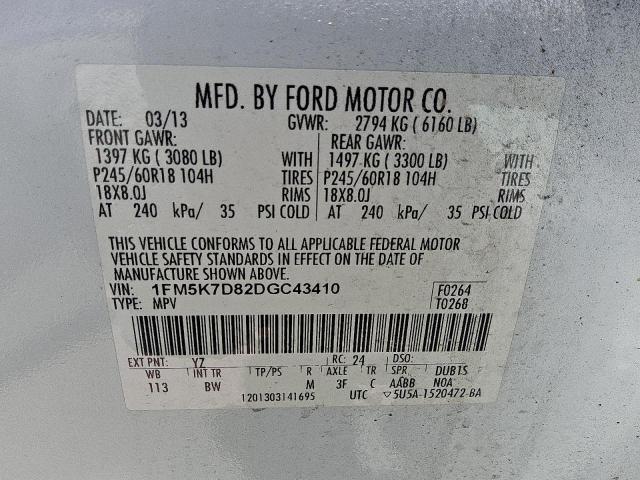 MFD. BY FORD MOTOR CO.
DATE: 03/13 GVWR: 2794 KG ( 6160 LB)
FRONT GAWR: REAR GAWR:
1397 KG ( 3080 LB) WITH 1497 KG ( 3300 LB) WITH
P245/60R18 104H TIRES P245/60R18 104H TIRES
18X8.0J RIMS 18X8.0J RIMS
AT 240 kPa/ 35 PSI COLD AT 240 kPa/ 35 PSI COLD
THIS VEHICLE CONFORMS TO ALL APPLICABLE FEDERAL MOTOR
VEHICLE SAFETY STANDARDS IN EFFECT ON THE DATE OF
MANUFACTURE SHOWN ABOVE.
VIN: 1FM5K7D82DGC43410 F0264
TYPE: MPV T0268
EXT PNT: YZ RC: 24 DSO:
WB INT TR TP/PS R AXLE TR SPR DUB1S F
113 BW M 3F C AABB N0A
1201303141695 UTC ▽5U5A-1520472-BA